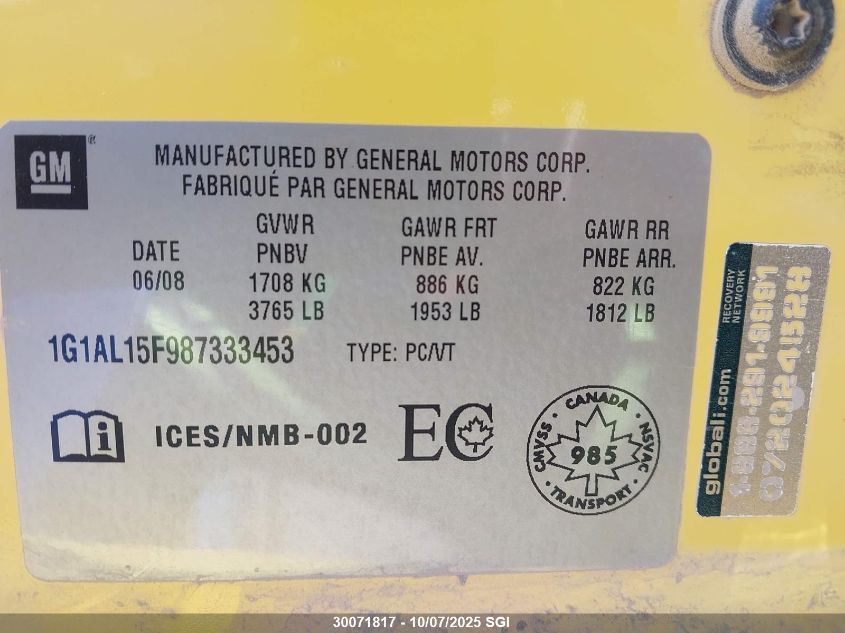 GM
MANUFACTURED BY GENERAL MOTORS CORP.
FABRIQUÉ PAR GENERAL MOTORS CORP.
DATE
06/08
GVWR
PNBV
1708 KG
3765 LB
GAWR FRT
PNBE AV.
886 KG
1953 LB
GAWR RR
PNBE ARR.
822 KG
1812 LB
1G1AL15F987333453 TYPE: PC/VT
i ICES/NMB-002 EC
CANADA
CMVSS 985 NSVAC
TRANSPORT
globali.com
RECOVERY
NETWORK
30071817 - 10/07/2025 SGI